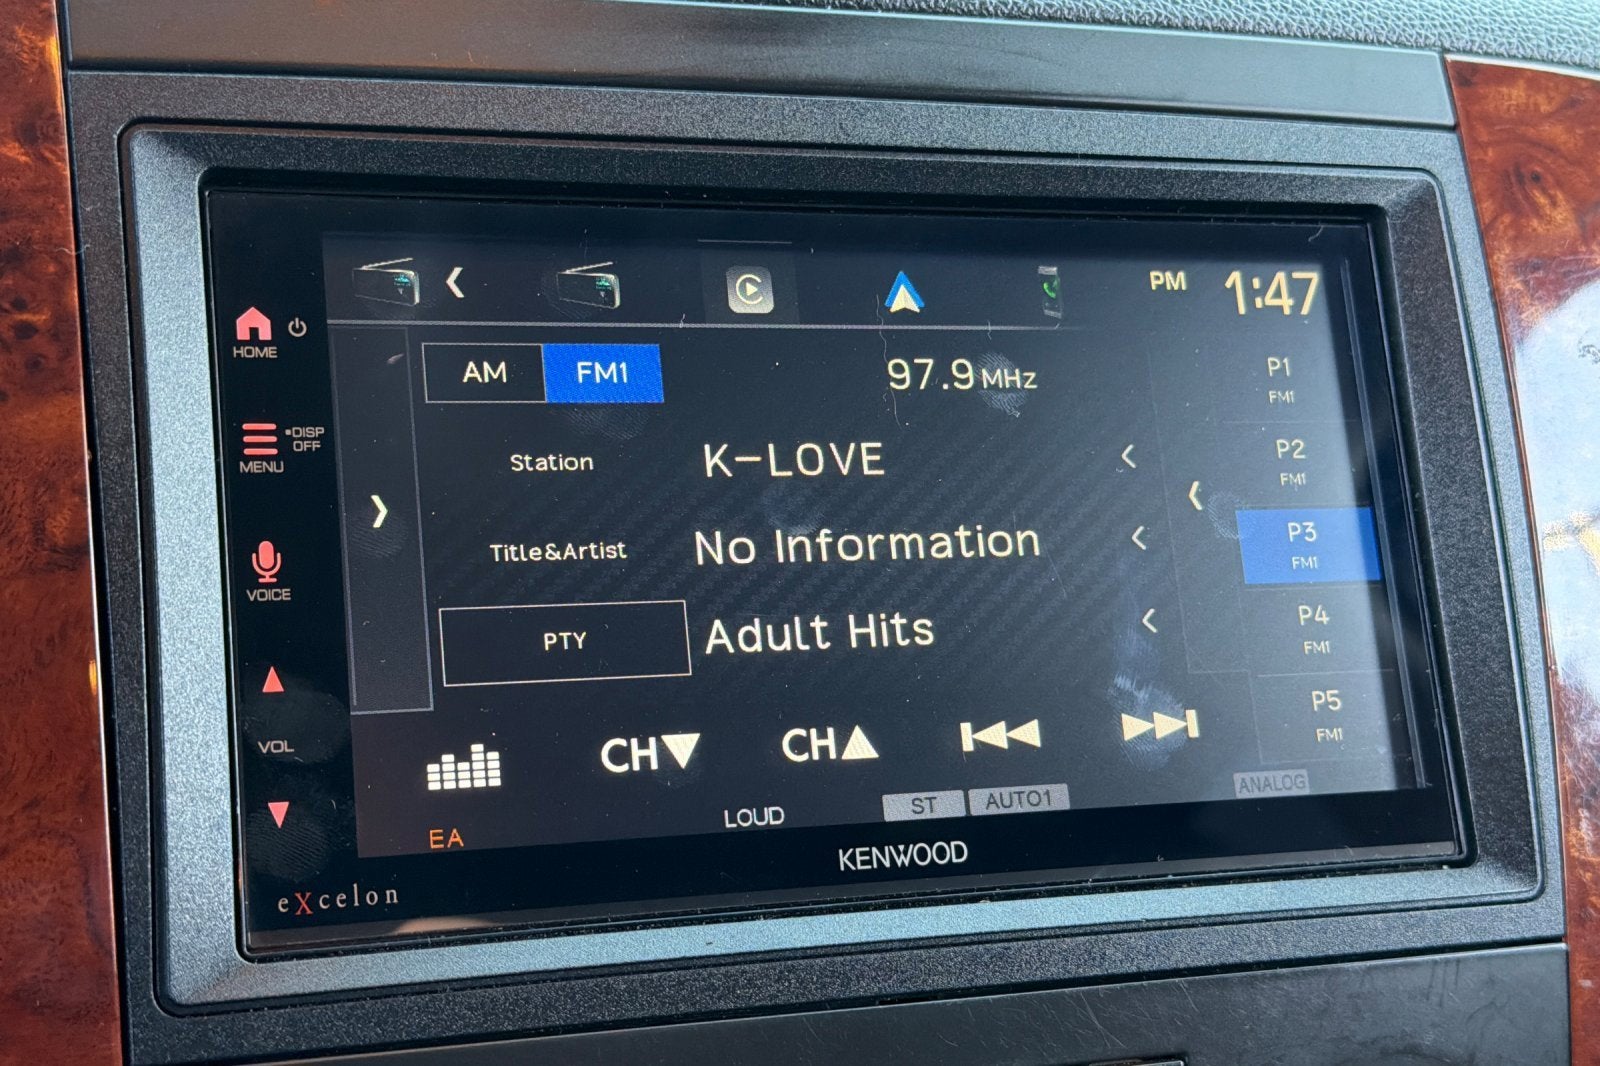 PM 1:47
HOME
AM FM1 97.9 MHz
P1
FM1
•DISP
OFF
MENU
Station K-LOVE
P2
FM1
Title&Artist No Information
P3
FM1
VOICE
PTY Adult Hits
P4
FM1
P5
FM1
VOL
CH▼ CH▲
EA LOUD ST AUTO1 ANALOG
KENWOOD
eXcelon